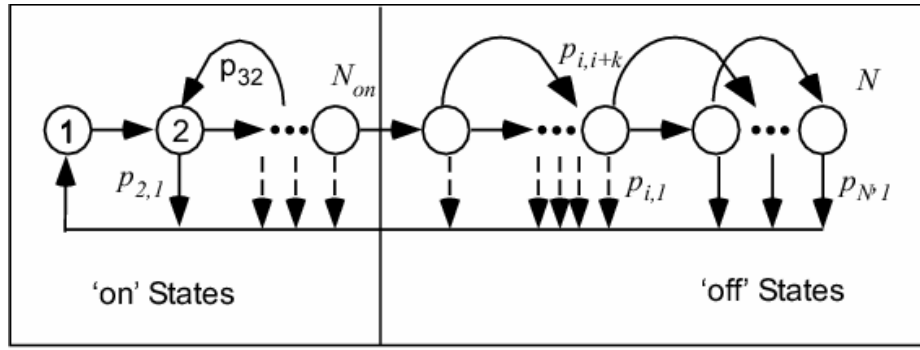 p32
Non
pi,i+k
N
1
2
p2,1
pi,1
pN,1
'on' States
'off' States